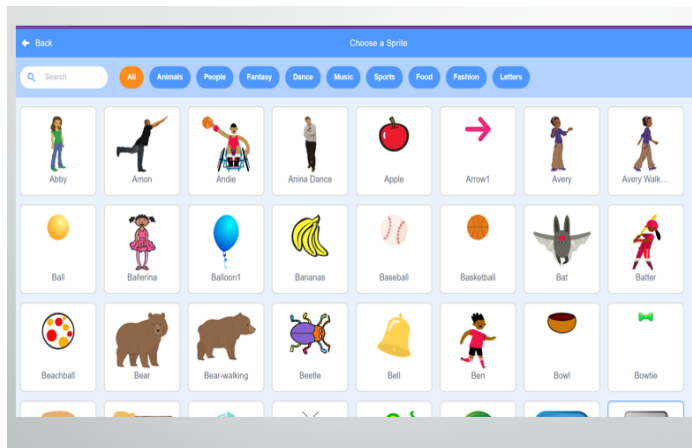 Back
Choose a Sprite
Search All Animals People Fantasy Dance Music Sports Food Fashion Letters
Abby Amon Andie Anina Dance Apple Arrow1 Avery Avery Walk...
Ball Ballerina Balloon1 Bananas Baseball Basketball Bat Batter
Beachball Bear Bear-walking Beetle Bell Ben Bowl Bowtie